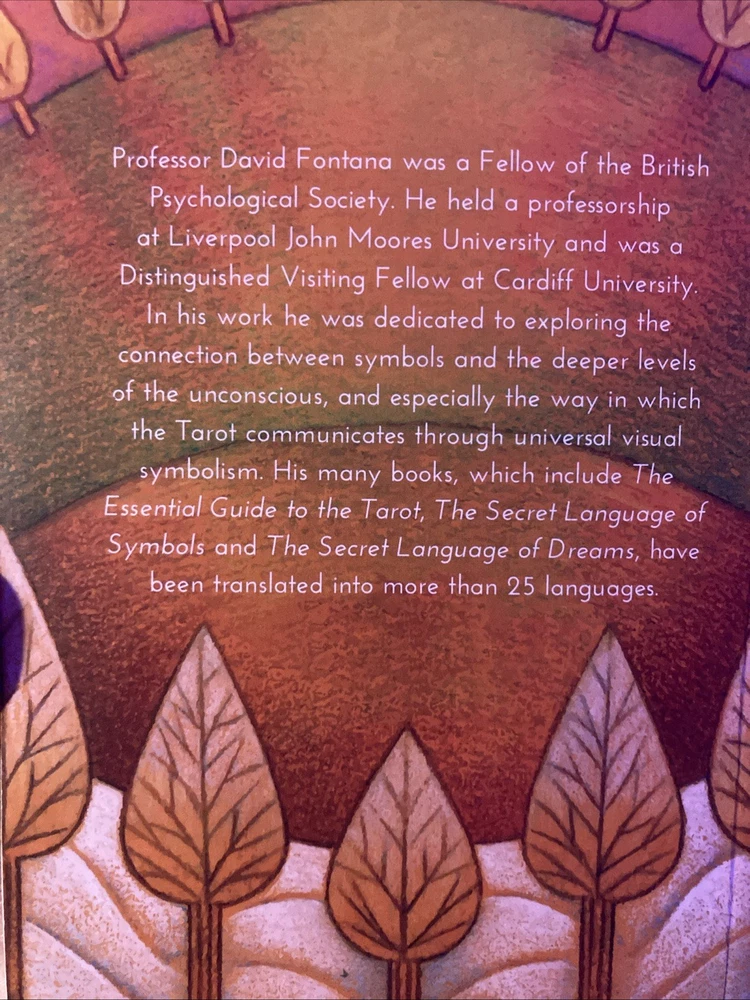 Professor David Fontana was a Fellow of the British
Psychological Society. He held a professorship
at Liverpool John Moores University and was a
Distinguished Visiting Fellow at Cardiff University.
In his work he was dedicated to exploring the
connection between symbols and the deeper levels
of the unconscious, and especially the way in which
the Tarot communicates through universal visual
symbolism. His many books, which include The
Essential Guide to the Tarot, The Secret Language of
Symbols and The Secret Language of Dreams, have
been translated into more than 25 languages.